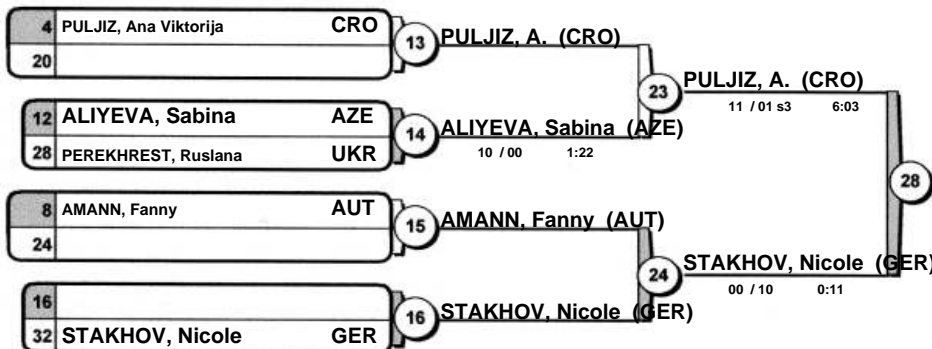 4 PULJIZ, Ana Viktorija CRO
20
13
PULJIZ, A. (CRO)
12 ALIYEVA, Sabina AZE
28 PEREKHREST, Ruslana UKR
14
ALIYEVA, Sabina (AZE)
10 / 00 1:22
23
PULJIZ, A. (CRO)
11 / 01 s3 6:03
8 AMANN, Fanny AUT
24
15
AMANN, Fanny (AUT)
16
32 STAKHOV, Nicole GER
16
STAKHOV, Nicole (GER)
24
STAKHOV, Nicole (GER)
00 / 10 0:11
28